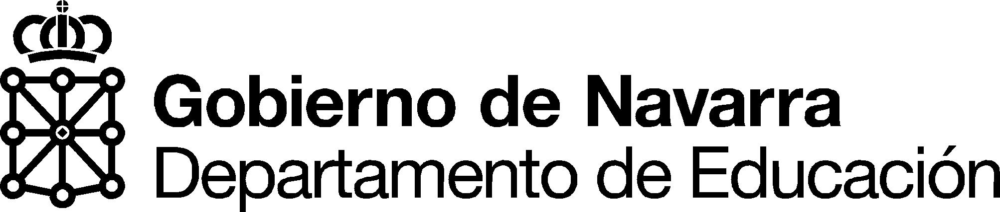 Gobierno de Navarra
Departamento de Educación